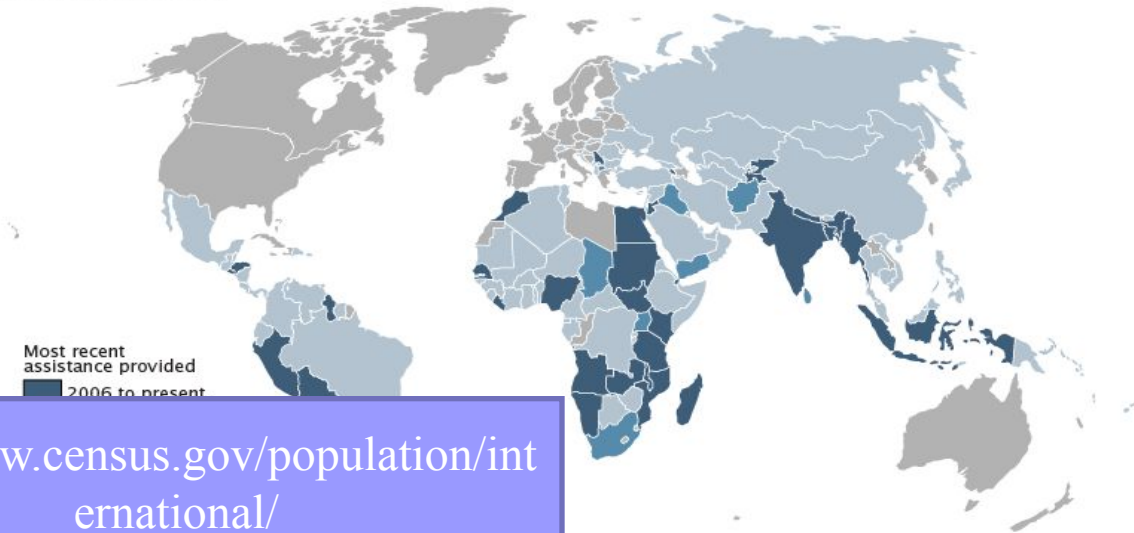 Most recent
assistance provided
2006 to present
w.census.gov/population/int
ernational/